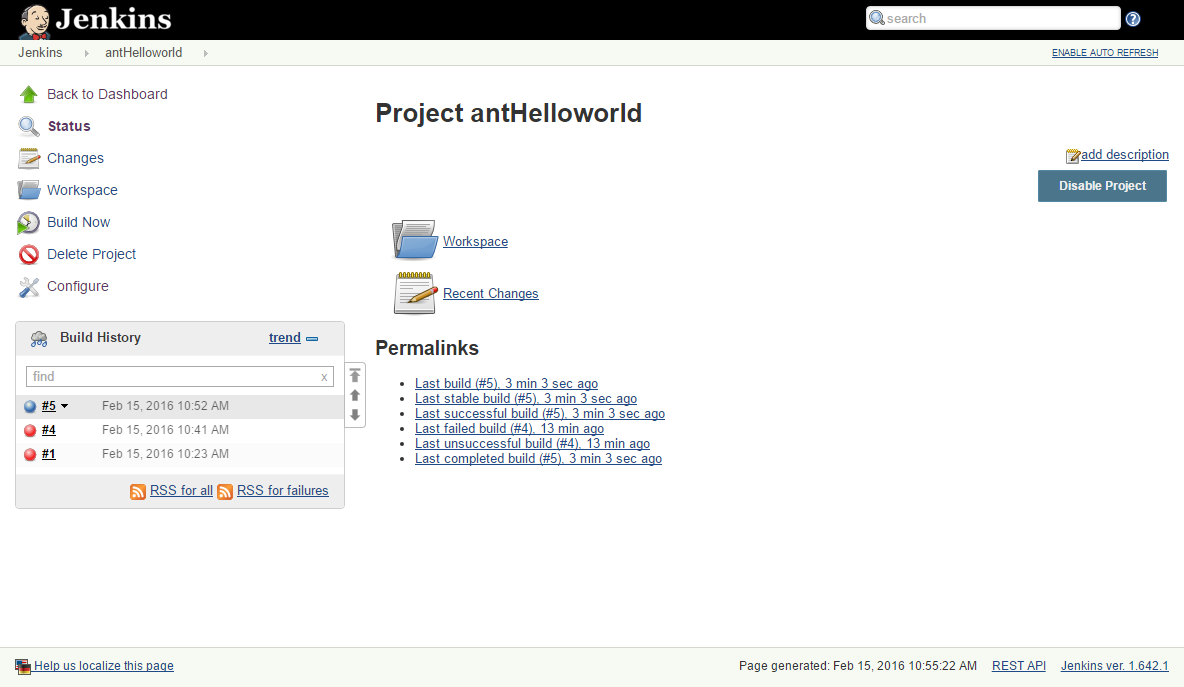 Jenkins
search
Jenkins antHelloworld
ENABLE AUTO REFRESH
Back to Dashboard
Status
Changes
Workspace
Build Now
Delete Project
Configure
Build History trend
find x
#5 Feb 15, 2016 10:52 AM
#4 Feb 15, 2016 10:41 AM
#1 Feb 15, 2016 10:23 AM
RSS for all RSS for failures
Project antHelloworld
add description
Disable Project
Workspace
Recent Changes
Permalinks
Last build (#5), 3 min 3 sec ago
Last stable build (#5), 3 min 3 sec ago
Last successful build (#5), 3 min 3 sec ago
Last failed build (#4), 13 min ago
Last unsuccessful build (#4), 13 min ago
Last completed build (#5), 3 min 3 sec ago
Help us localize this page
Page generated: Feb 15, 2016 10:55:22 AM REST API Jenkins ver. 1.642.1